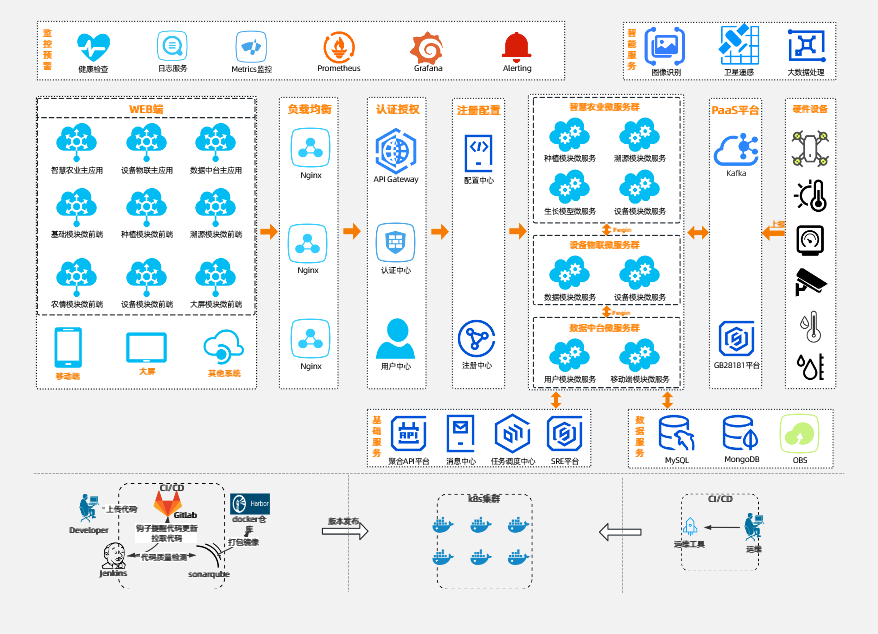 监控预警
健康检查
日志服务
Metrics监控
Prometheus
Grafana
Alerting
智能服务
图像识别
卫星遥感
大数据处理
WEB端
智慧农业主应用
设备物联主应用
数据中台主应用
基础模块微前端
种植模块微前端
溯源模块微前端
农情模块微前端
设备模块微前端
大屏模块微前端
移动端
大屏
其他系统
负载均衡
Nginx
Nginx
Nginx
认证授权
API Gateway
认证中心
用户中心
注册配置
配置中心
注册中心
智慧农业微服务群
种植模块微服务
溯源模块微服务
生长模型微服务
设备模块微服务
Feign
设备物联微服务群
数据模块微服务
设备模块微服务
Feign
数据中台微服务群
用户模块微服务
移动端模块微服务
PaaS平台
Kafka
GB28181平台
硬件设备
上报
基础服务
API
聚合API平台
消息中心
任务调度中心
SRE平台
数据服务
MySQL
MongoDB
OBS
CI/CD
Developer
上传代码
Gitlab
Harbor
docker仓
库
钩子提醒代码更新
拉取代码
打包镜像
代码质量检测
Jenkins
sonarqube
版本发布
k8s集群
CI/CD
运维工具
运维